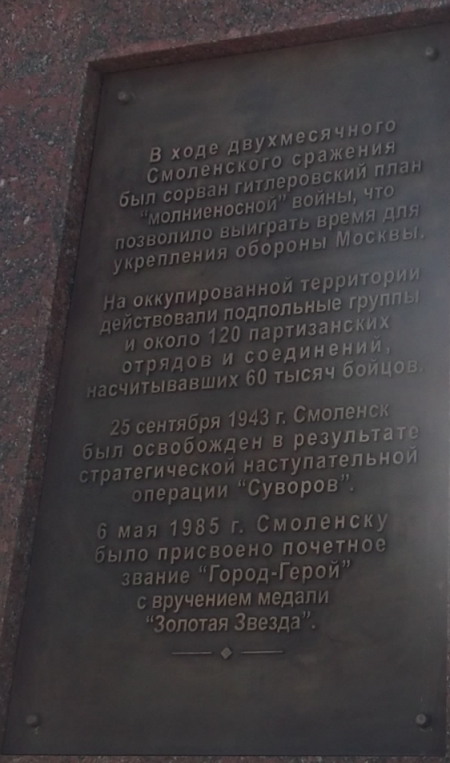 В ходе двухмесячного
Смоленского сражения
был сорван гитлеровский план
"молниеносной" войны, что
позволило выиграть время для
укрепления обороны Москвы.
На оккупированной территории
действовали подпольные группы
и около 120 партизанских
отрядов и соединений,
насчитывавших 60 тысяч бойцов.
25 сентября 1943 г. Смоленск
был освобожден в результате
стратегической наступательной
операции "Суворов".
6 мая 1985 г. Смоленску
было присвоено почетное
звание "Город-Герой"
с вручением медали
"Золотая Звезда".